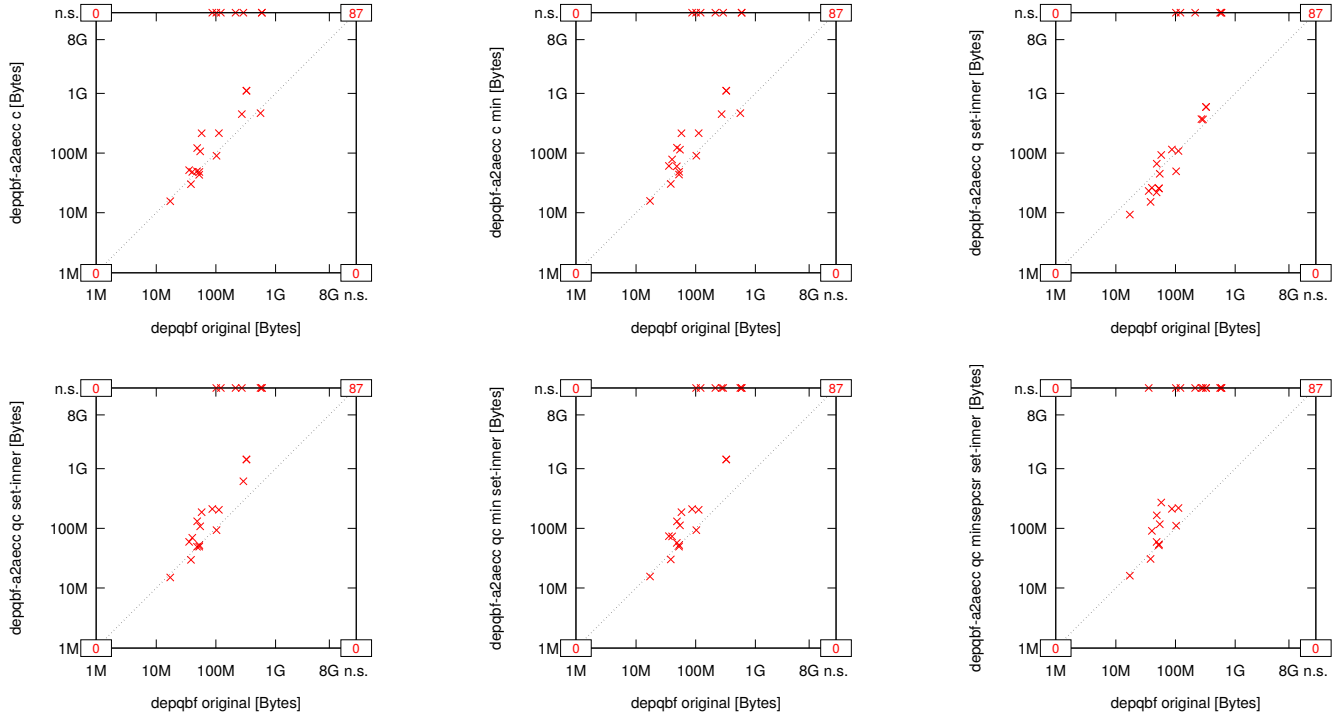 n.s. 0 87
8G
1G
100M
10M
1M 0 0
1M 10M 100M 1G 8G n.s.
depqbf original [Bytes]
depqbf-a2aecc c [Bytes]
n.s. 0 87
8G
1G
100M
10M
1M 0 0
1M 10M 100M 1G 8G n.s.
depqbf original [Bytes]
depqbf-a2aecc c min [Bytes]
n.s. 0 87
8G
1G
100M
10M
1M 0 0
1M 10M 100M 1G 8G n.s.
depqbf original [Bytes]
depqbf-a2aecc q set-inner [Bytes]
n.s. 0 87
8G
1G
100M
10M
1M 0 0
1M 10M 100M 1G 8G n.s.
depqbf original [Bytes]
depqbf-a2aecc qc set-inner [Bytes]
n.s. 0 87
8G
1G
100M
10M
1M 0 0
1M 10M 100M 1G 8G n.s.
depqbf original [Bytes]
depqbf-a2aecc qc min set-inner [Bytes]
n.s. 0 87
8G
1G
100M
10M
1M 0 0
1M 10M 100M 1G 8G n.s.
depqbf original [Bytes]
depqbf-a2aecc qc minsepcsr set-inner [Bytes]